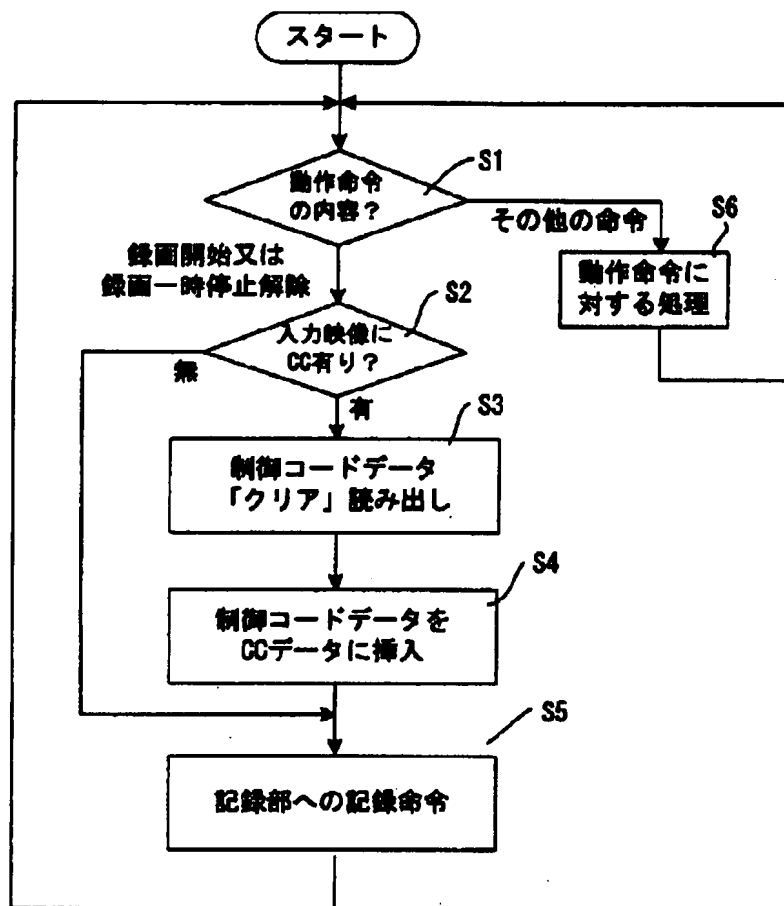 スタート
S1
動作命令
の内容？
その他の命令
S6
動作命令に
対する処理
録画開始又は
録画一時停止解除
S2
入力映像に
CC有り？
無
有
S3
制御コードデータ
「クリア」読み出し
S4
制御コードデータを
CCデータに挿入
S5
記録部への記録命令